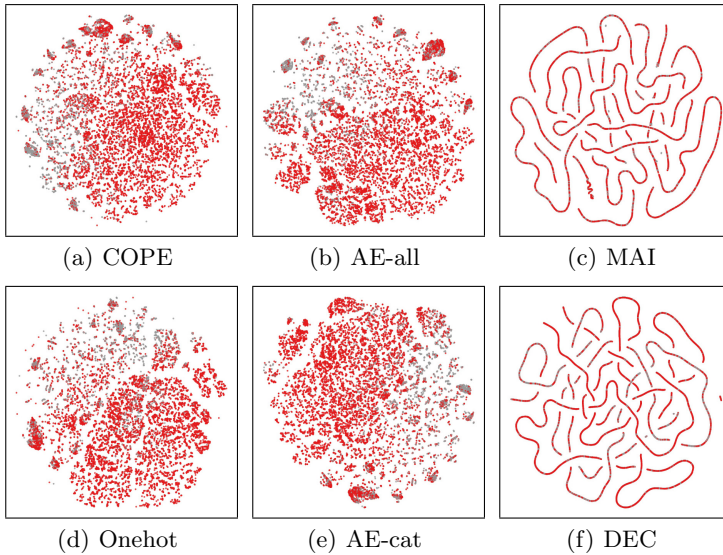 (a) COPE
(b) AE-all
(c) MAI
(d) Onehot
(e) AE-cat
(f) DEC